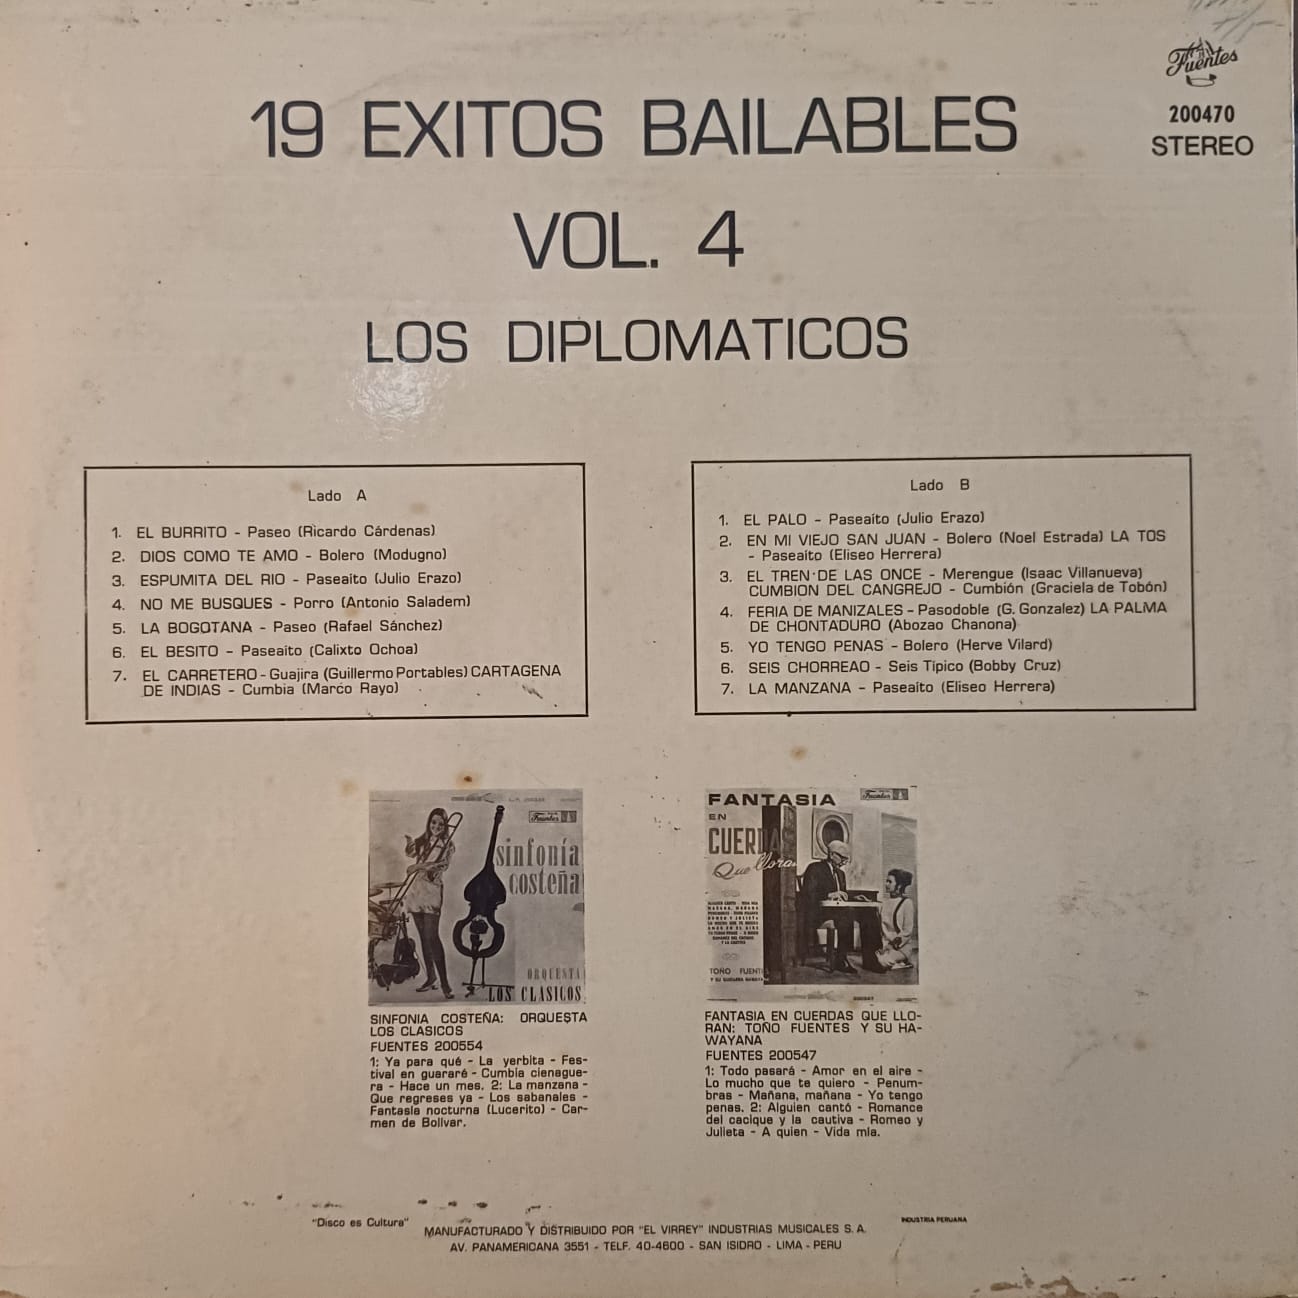 Fuentes
200470
STEREO
19 EXITOS BAILABLES
VOL. 4
LOS DIPLOMATICOS
Lado A
1. EL BURRITO - Paseo (Ricardo Cárdenas)
2. DIOS COMO TE AMO - Bolero (Modugno)
3. ESPUMITA DEL RIO - Paseaito (Julio Erazo)
4. NO ME BUSQUES - Porro (Antonio Saladem)
5. LA BOGOTANA - Paseo (Rafael Sánchez)
6. EL BESITO - Paseaito (Calixto Ochoa)
7. EL CARRETERO - Guajira (Guillermo Portables) CARTAGENA
DE INDIAS - Cumbia (Marco Rayo)
Lado B
1. EL PALO - Paseaito (Julio Erazo)
2. EN MI VIEJO SAN JUAN - Bolero (Noel Estrada) LA TOS
- Paseaito (Eliseo Herrera)
3. EL TREN DE LAS ONCE - Merengue (Isaac Villanueva)
CUMBION DEL CANGREJO - Cumbión (Graciela de Tobón)
4. FERIA DE MANIZALES - Pasodoble (G. Gonzalez) LA PALMA
DE CHONTADURO (Abozao Chanona)
5. YO TENGO PENAS - Bolero (Herve Vilard)
6. SEIS CHORREAO - Seis Tipico (Bobby Cruz)
7. LA MANZANA - Paseaito (Eliseo Herrera)
Fuentes
sinfonía
costeña
ORQUESTA
LOS CLASICOS
SINFONIA COSTEÑA: ORQUESTA
LOS CLASICOS
FUENTES 200554
1: Ya para qué - La yerbita - Fes-
tival en guararé - Cumbia cienague-
ra - Hace un mes. 2: La manzana -
Que regreses ya - Los sabanales -
Fantasía nocturna (Lucerito) - Car-
men de Bolívar.
FANTASIA
Fuentes
EN
CUERDAS
Que lloran
TOÑO FUENT
FANTASIA EN CUERDAS QUE LLO-
RAN: TOÑO FUENTES Y SU HA-
WAYANA
FUENTES 200547
1: Todo pasará - Amor en el aire -
Lo mucho que te quiero - Penum-
bras - Mañana, mañana - Yo tengo
penas. 2: Alguien cantó - Romance
del cacique y la cautiva - Romeo y
Julieta - A quien - Vida mía.
"Disco es Cultura"
MANUFACTURADO Y DISTRIBUIDO POR "EL VIRREY" INDUSTRIAS MUSICALES S. A.
INDUSTRIA PERUANA
AV. PANAMERICANA 3551 - TELF. 40-4600 - SAN ISIDRO - LIMA - PERU